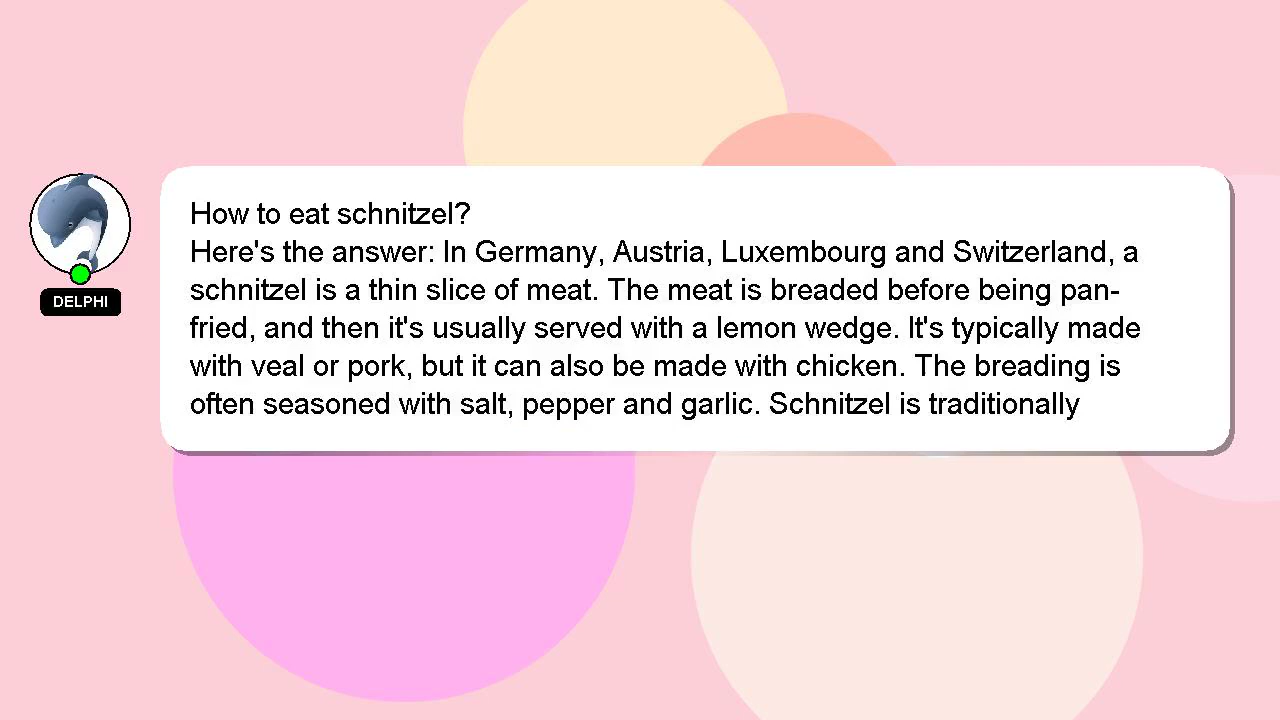 How to eat schnitzel?
Here's the answer: In Germany, Austria, Luxembourg and Switzerland, a
schnitzel is a thin slice of meat. The meat is breaded before being pan-
fried, and then it's usually served with a lemon wedge. It's typically made
with veal or pork, but it can also be made with chicken. The breading is
often seasoned with salt, pepper and garlic. Schnitzel is traditionally
DELPHI